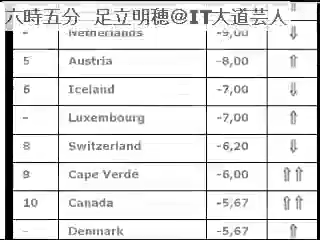 六時五分 足立明穂@IT大道芸人
- Netherlands -9,00 ⇓
5 Austria -8,00 ⇑
6 Iceland -7,00 ⇓
- Luxembourg -7,00 ⇑
8 Switzerland -6,20 ⇓
9 Cape Verde -6,00 ⇑⇑
10 Canada -5,67 ⇑⇑
- Denmark -5,67 ⇑